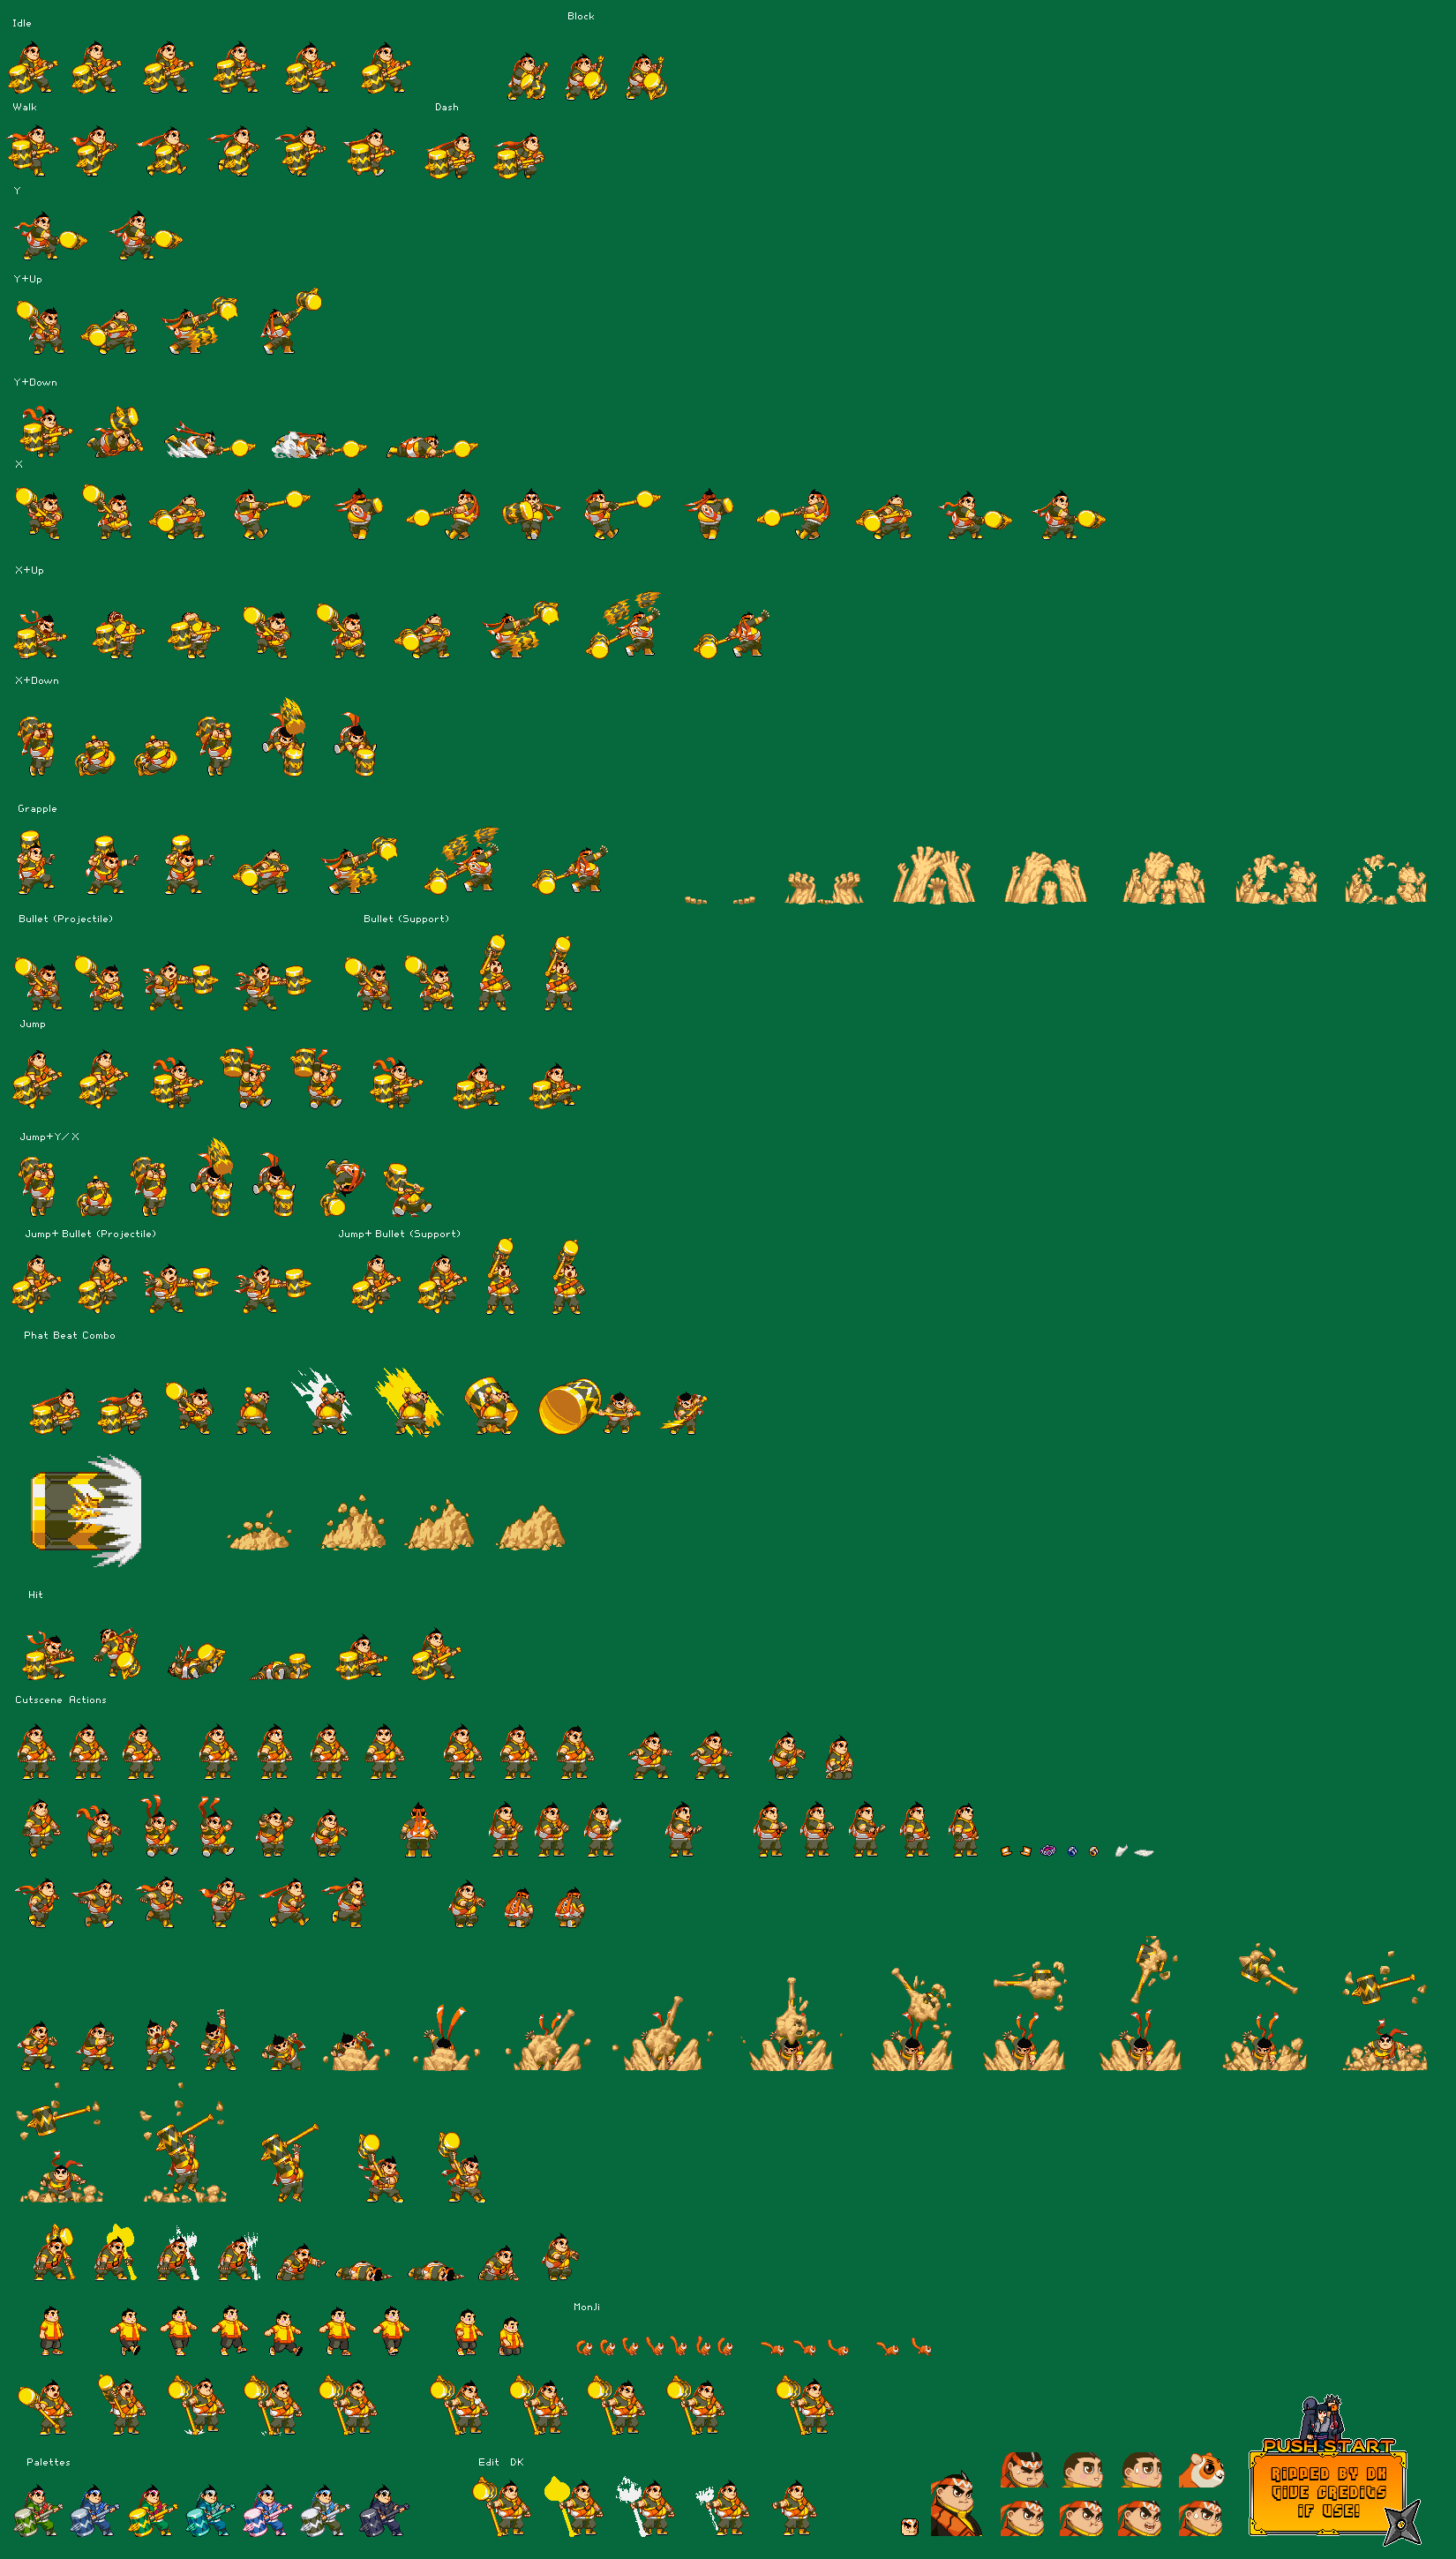 Idle
Block
Walk
Dash
Y
Y+Up
Y+Down
X
X+Up
X+Down
Grapple
Bullet (Projectile)
Bullet (Support)
Jump
Jump+Y/X
Jump+ Bullet (Projectile)
Jump+ Bullet (Support)
Phat Beat Combo
Hit
Cutscene Actions
MonJi
Palettes
Edit DK
PUSH START
RIPPED BY DK
GIVE CREDITS
IF USE!